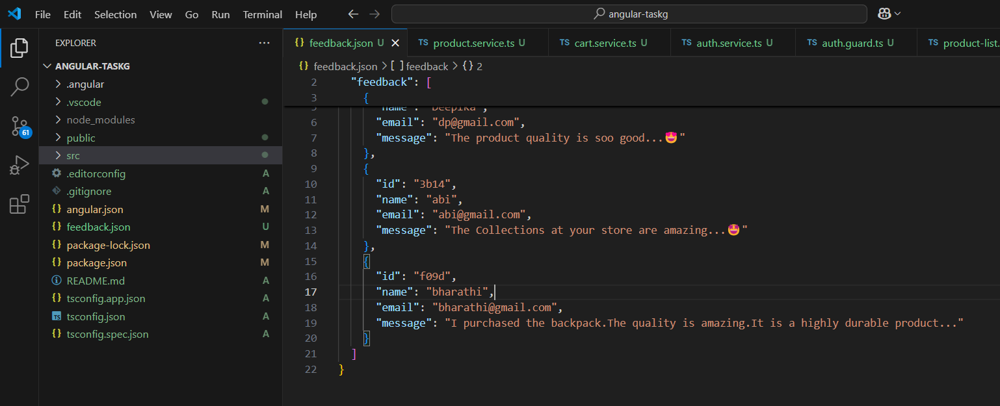 File Edit Selection View Go Run Terminal Help
angular-taskg
EXPLORER
ANGULAR-TASKG
.angular
.vscode
node_modules
public
src
.editorconfig A
.gitignore A
angular.json M
feedback.json U
package-lock.json M
package.json M
README.md A
tsconfig.app.json A
TS tsconfig.json A
tsconfig.spec.json A
61
{} feedback.json U
TS product.service.ts U
TS cart.service.ts U
TS auth.service.ts U
TS auth.guard.ts U
TS product-list.
{} feedback.json > [ ] feedback > {} 2
2 "feedback": [
3 {
5 "name": "Deepika",
6 "email": "dp@gmail.com",
7 "message": "The product quality is soo good...🤩"
8 },
9 {
10 "id": "3b14",
11 "name": "abi",
12 "email": "abi@gmail.com",
13 "message": "The Collections at your store are amazing...🤩"
14 },
15 {
16 "id": "f09d",
17 "name": "bharathi",
18 "email": "bharathi@gmail.com",
19 "message": "I purchased the backpack.The quality is amazing.It is a highly durable product..."
20 }
21 ]
22 }